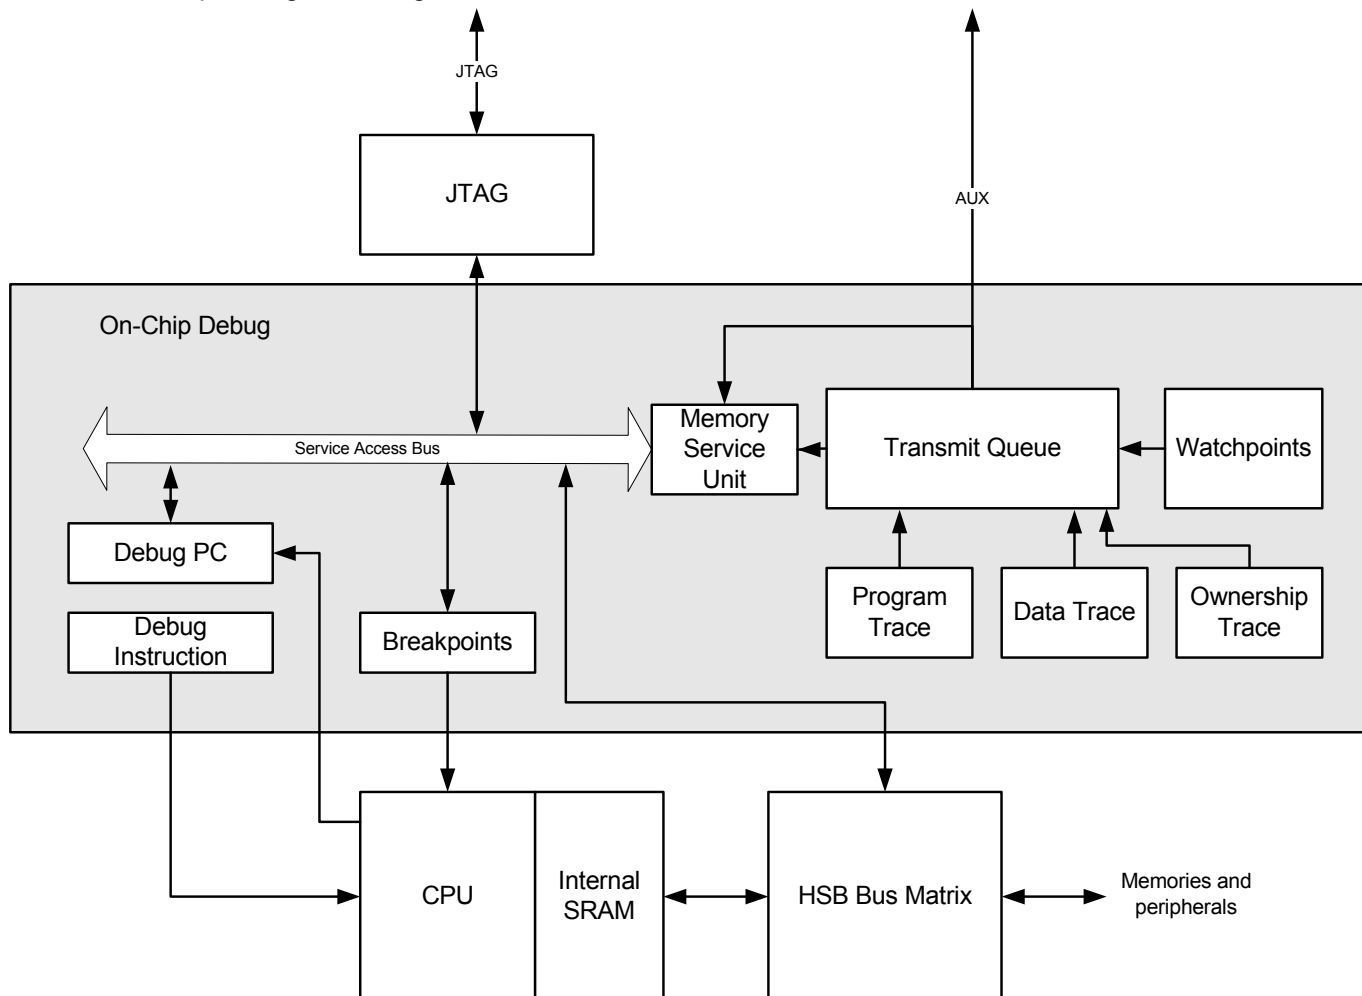 JTAG
JTAG
AUX
On-Chip Debug
Service Access Bus
Memory
Service
Unit
Transmit Queue
Watchpoints
Debug PC
Debug
Instruction
Breakpoints
Program
Trace
Data Trace
Ownership
Trace
CPU
Internal
SRAM
HSB Bus Matrix
Memories and
peripherals